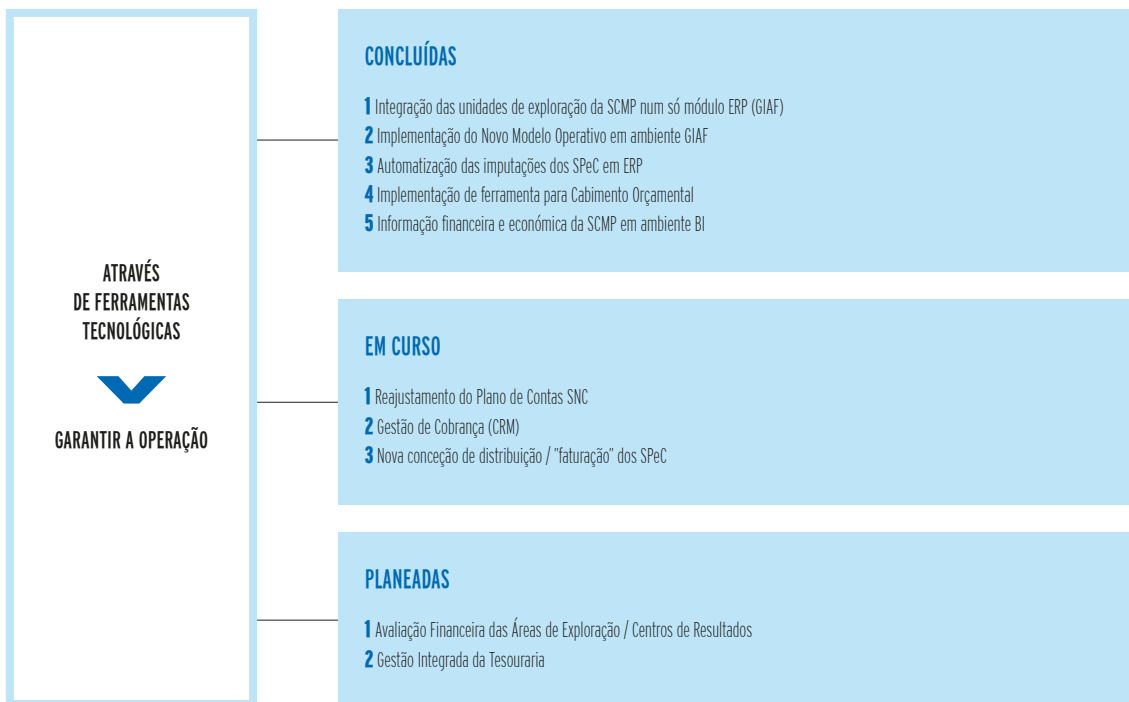 ATRAVÉS
DE FERRAMENTAS
TECNOLÓGICAS
GARANTIR A OPERAÇÃO
CONCLUÍDAS
1 Integração das unidades de exploração da SCMP num só módulo ERP (GIAF)
2 Implementação do Novo Modelo Operativo em ambiente GIAF
3 Automatização das imputações dos SPeC em ERP
4 Implementação de ferramenta para Cabimento Orçamental
5 Informação financeira e económica da SCMP em ambiente BI
EM CURSO
1 Reajustamento do Plano de Contas SNC
2 Gestão de Cobrança (CRM)
3 Nova conceção de distribuição / "faturação" dos SPeC
PLANEADAS
1 Avaliação Financeira das Áreas de Exploração / Centros de Resultados
2 Gestão Integrada da Tesouraria